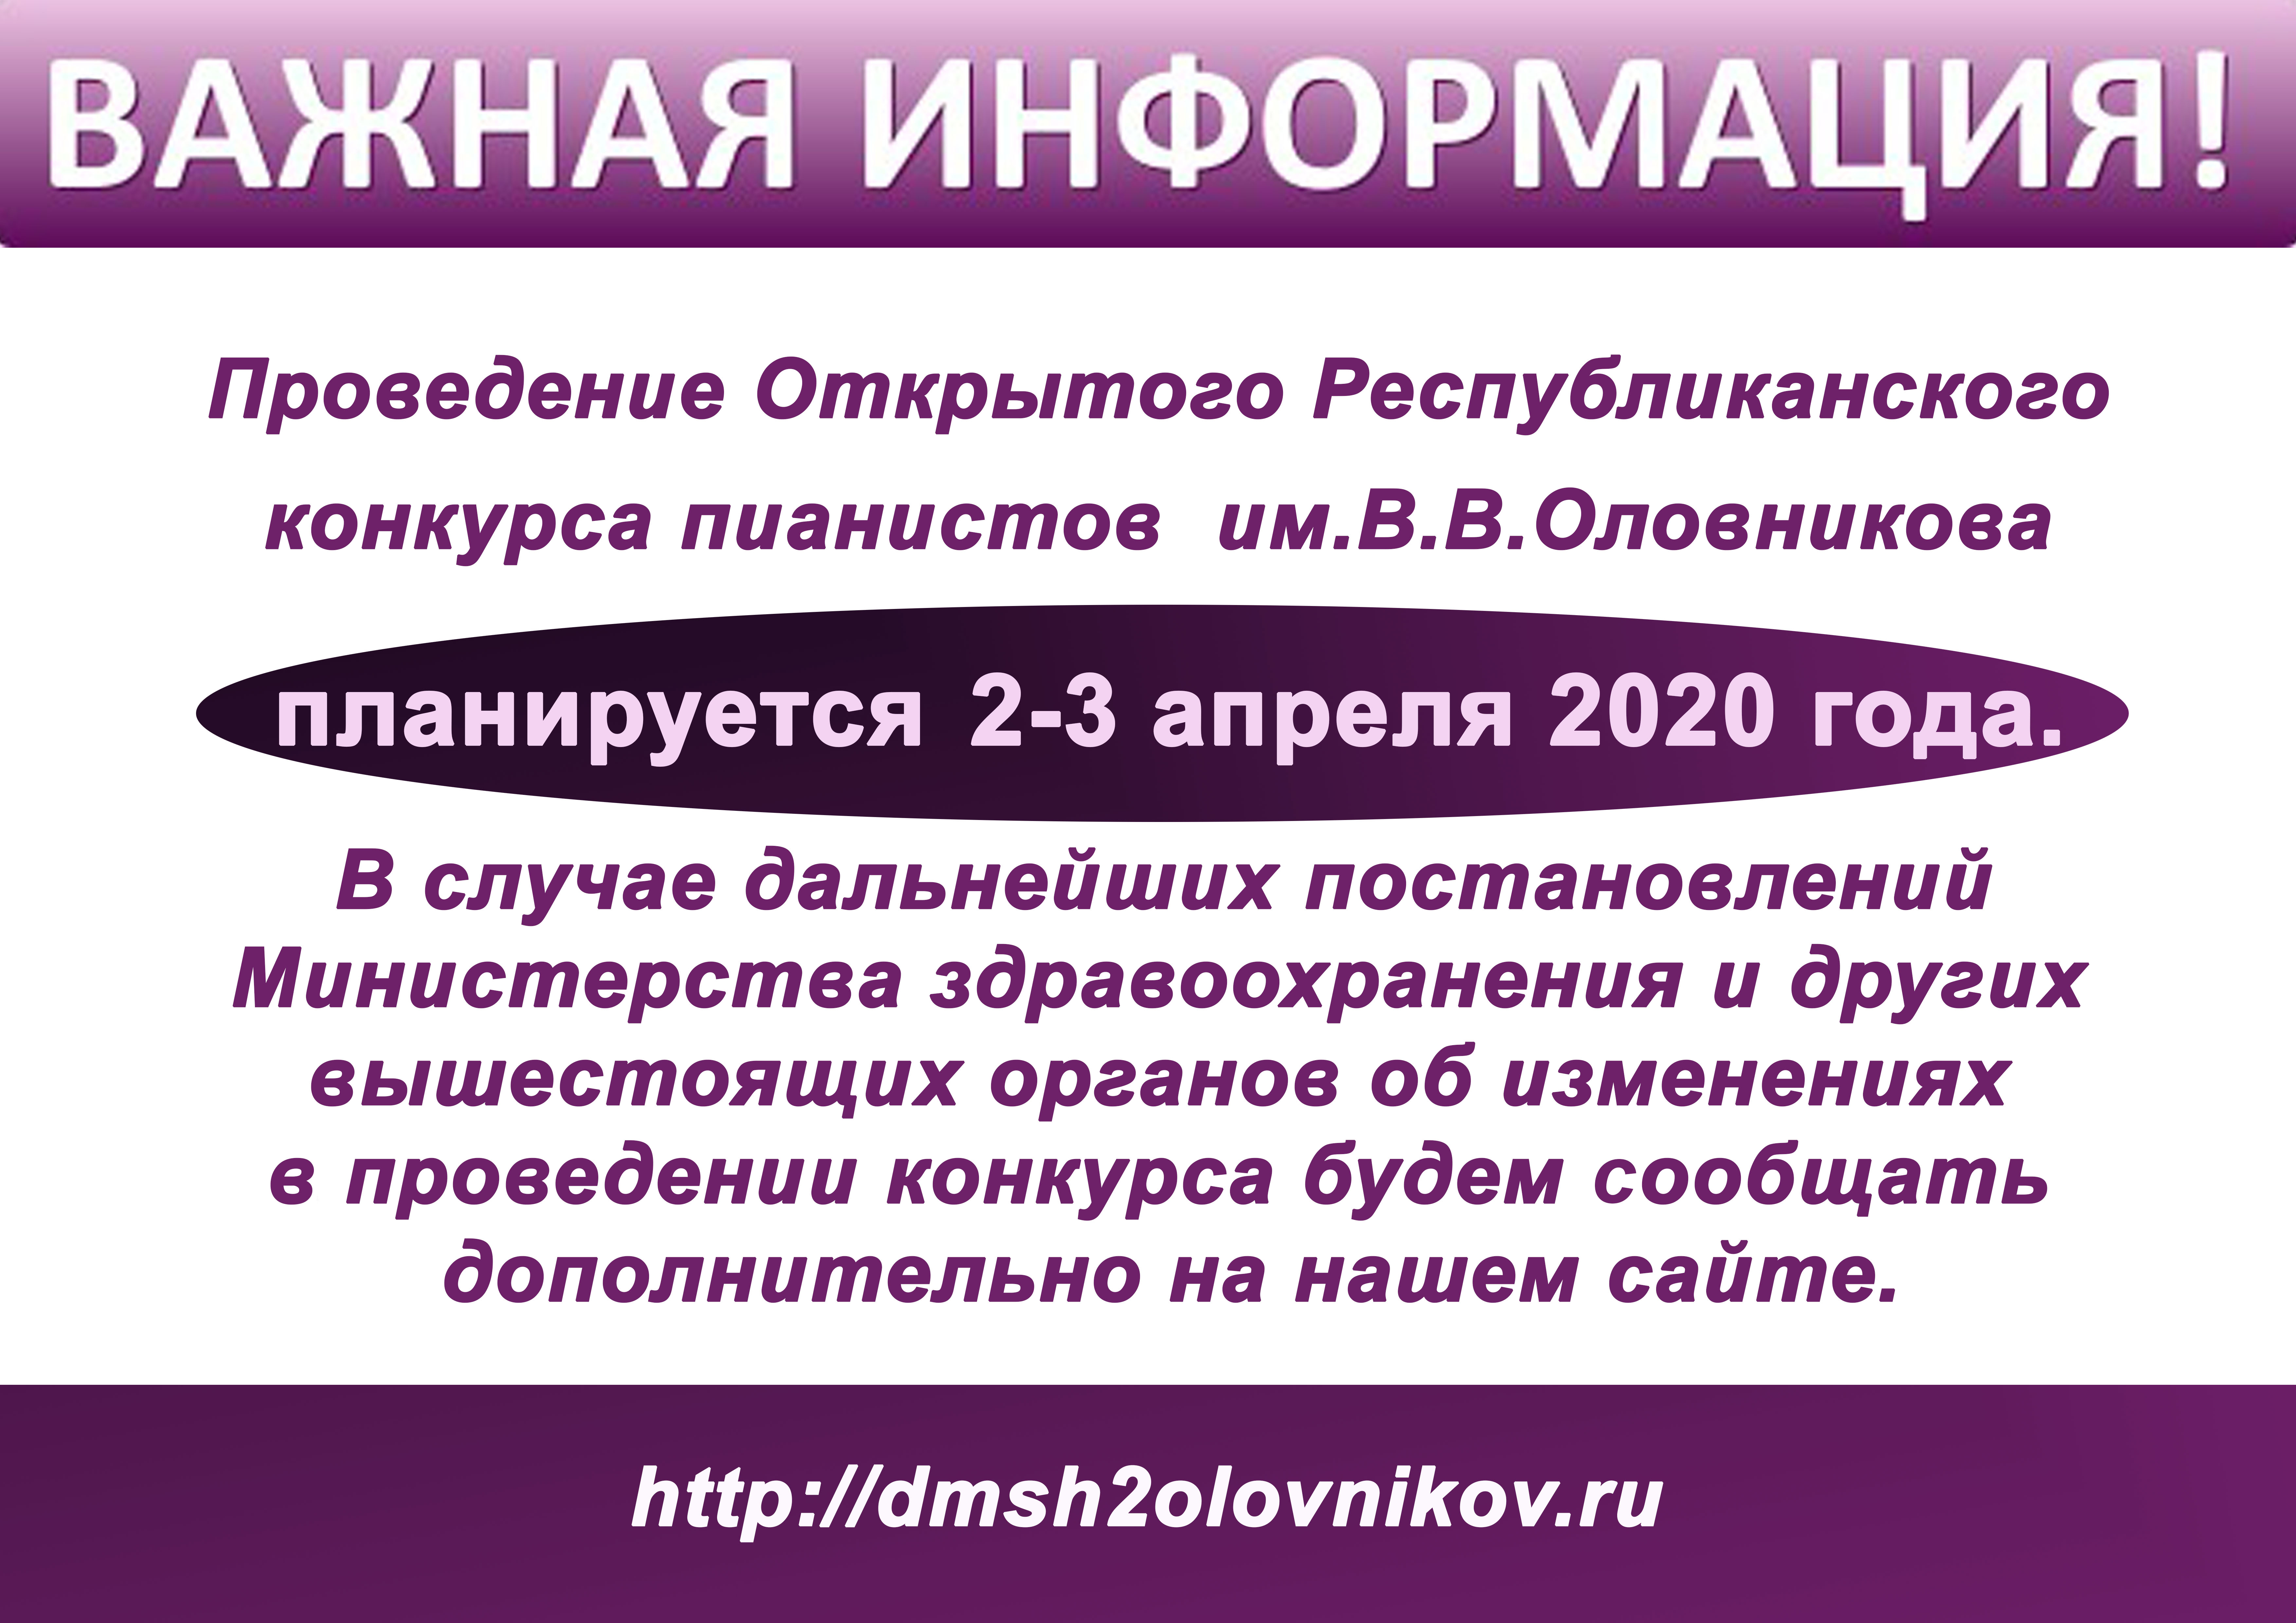 ВАЖНАЯ ИНФОРМАЦИЯ!
Проведение Открытого Республиканского
конкурса пианистов им.В.В.Оловникова
планируется 2-3 апреля 2020 года.
В случае дальнейших постановлений
Министерства здравоохранения и других
вышестоящих органов об изменениях
в проведении конкурса будем сообщать
дополнительно на нашем сайте.
http://dmsh2olovnikov.ru